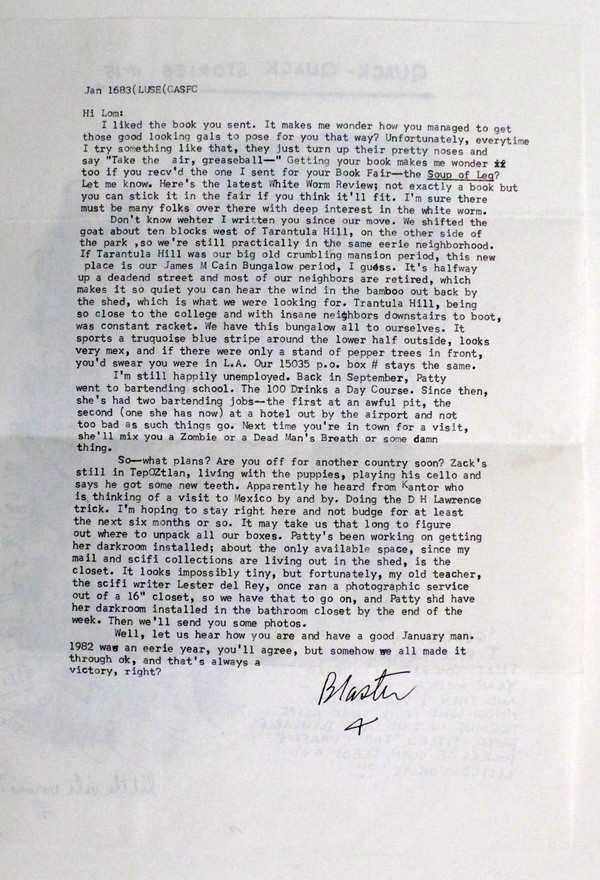 Jan 1683(LUSE(CASFC
Hi Lom:
I liked the book you sent. It makes me wonder how you managed to get
those good looking gals to pose for you that way? Unfortunately, everytime
I try something like that, they just turn up their pretty noses and
say "Take the air, greaseball—" Getting your book makes me wonder if
too if you recv'd the one I sent for your Book Fair—the Soup of Leg?
Let me know. Here's the latest White Worm Review; not exactly a book but
you can stick it in the fair if you think it'll fit. I'm sure there
must be many folks over there with deep interest in the white worm.
Don't know wehter I written you since our move. We shifted the
goat about ten blocks west of Tarantula Hill, on the other side of
the park ,so we're still practically in the same eerie neighborhood.
If Tarantula Hill was our big old crumbling mansion period, this new
place is our James M Cain Bungalow period, I guess. It's halfway
up a deadend street and most of our neighbors are retired, which
makes it so quiet you can hear the wind in the bamboo out back by
the shed, which is what we were looking for. Trantula Hill, being
so close to the college and with insane neighbors downstairs to boot,
was constant racket. We have this bungalow all to ourselves. It
sports a truquoise blue stripe around the lower half outside, looks
very mex, and if there were only a stand of pepper trees in front,
you'd swear you were in L.A. Our 15035 p.o. box # stays the same.
I'm still happily unemployed. Back in September, Patty
went to bartending school. The 100 Drinks a Day Course. Since then,
she's had two bartending jobs—the first at an awful pit, the
second (one she has now) at a hotel out by the airport and not
too bad as such things go. Next time you're in town for a visit,
she'll mix you a Zombie or a Dead Man's Breath or some damn
thing.
So—what plans? Are you off for another country soon? Zack's
still in TepOZtlan, living with the puppies, playing his cello and
says he got some new teeth. Apparently he heard from Kantor who
is thinking of a visit to Mexico by and by. Doing the D H Lawrence
trick. I'm hoping to stay right here and not budge for at least
the next six months or so. It may take us that long to figure
out where to unpack all our boxes. Patty's been working on getting
her darkroom installed; about the only available space, since my
mail and scifi collections are living out in the shed, is the
closet. It looks impossibly tiny, but fortunately, my old teacher,
the scifi writer Lester del Rey, once ran a photographic service
out of a 16" closet, so we have that to go on, and Patty shd have
her darkroom installed in the bathroom closet by the end of the
week. Then we'll send you some photos.
Well, let us hear how you are and have a good January man.
1982 was an eerie year, you'll agree, but somehow we all made it
through ok, and that's always a
victory, right?
Blaster
QUACK-QUACK STORIES #15